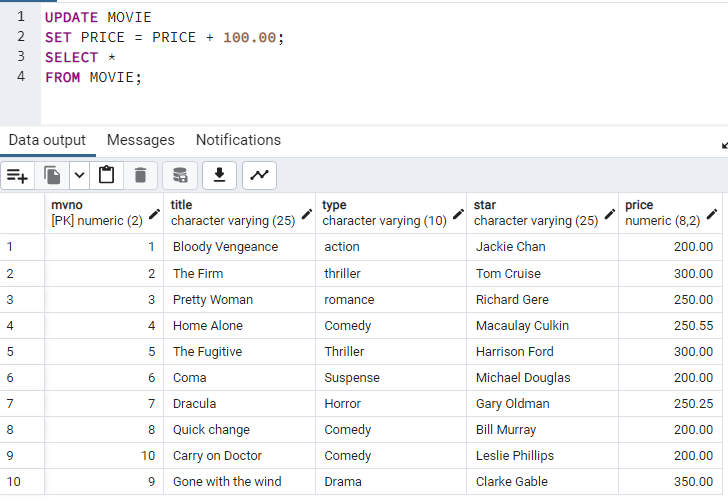 1 UPDATE MOVIE
2 SET PRICE = PRICE + 100.00;
3 SELECT *
4 FROM MOVIE;
Data output Messages Notifications
mvno title type star price
[PK] numeric (2) character varying (25) character varying (10) character varying (25) numeric (8,2)
1 1 Bloody Vengeance action Jackie Chan 200.00
2 2 The Firm thriller Tom Cruise 300.00
3 3 Pretty Woman romance Richard Gere 250.00
4 4 Home Alone Comedy Macaulay Culkin 250.55
5 5 The Fugitive Thriller Harrison Ford 300.00
6 6 Coma Suspense Michael Douglas 200.00
7 7 Dracula Horror Gary Oldman 250.25
8 8 Quick change Comedy Bill Murray 200.00
9 10 Carry on Doctor Comedy Leslie Phillips 200.00
10 9 Gone with the wind Drama Clarke Gable 350.00